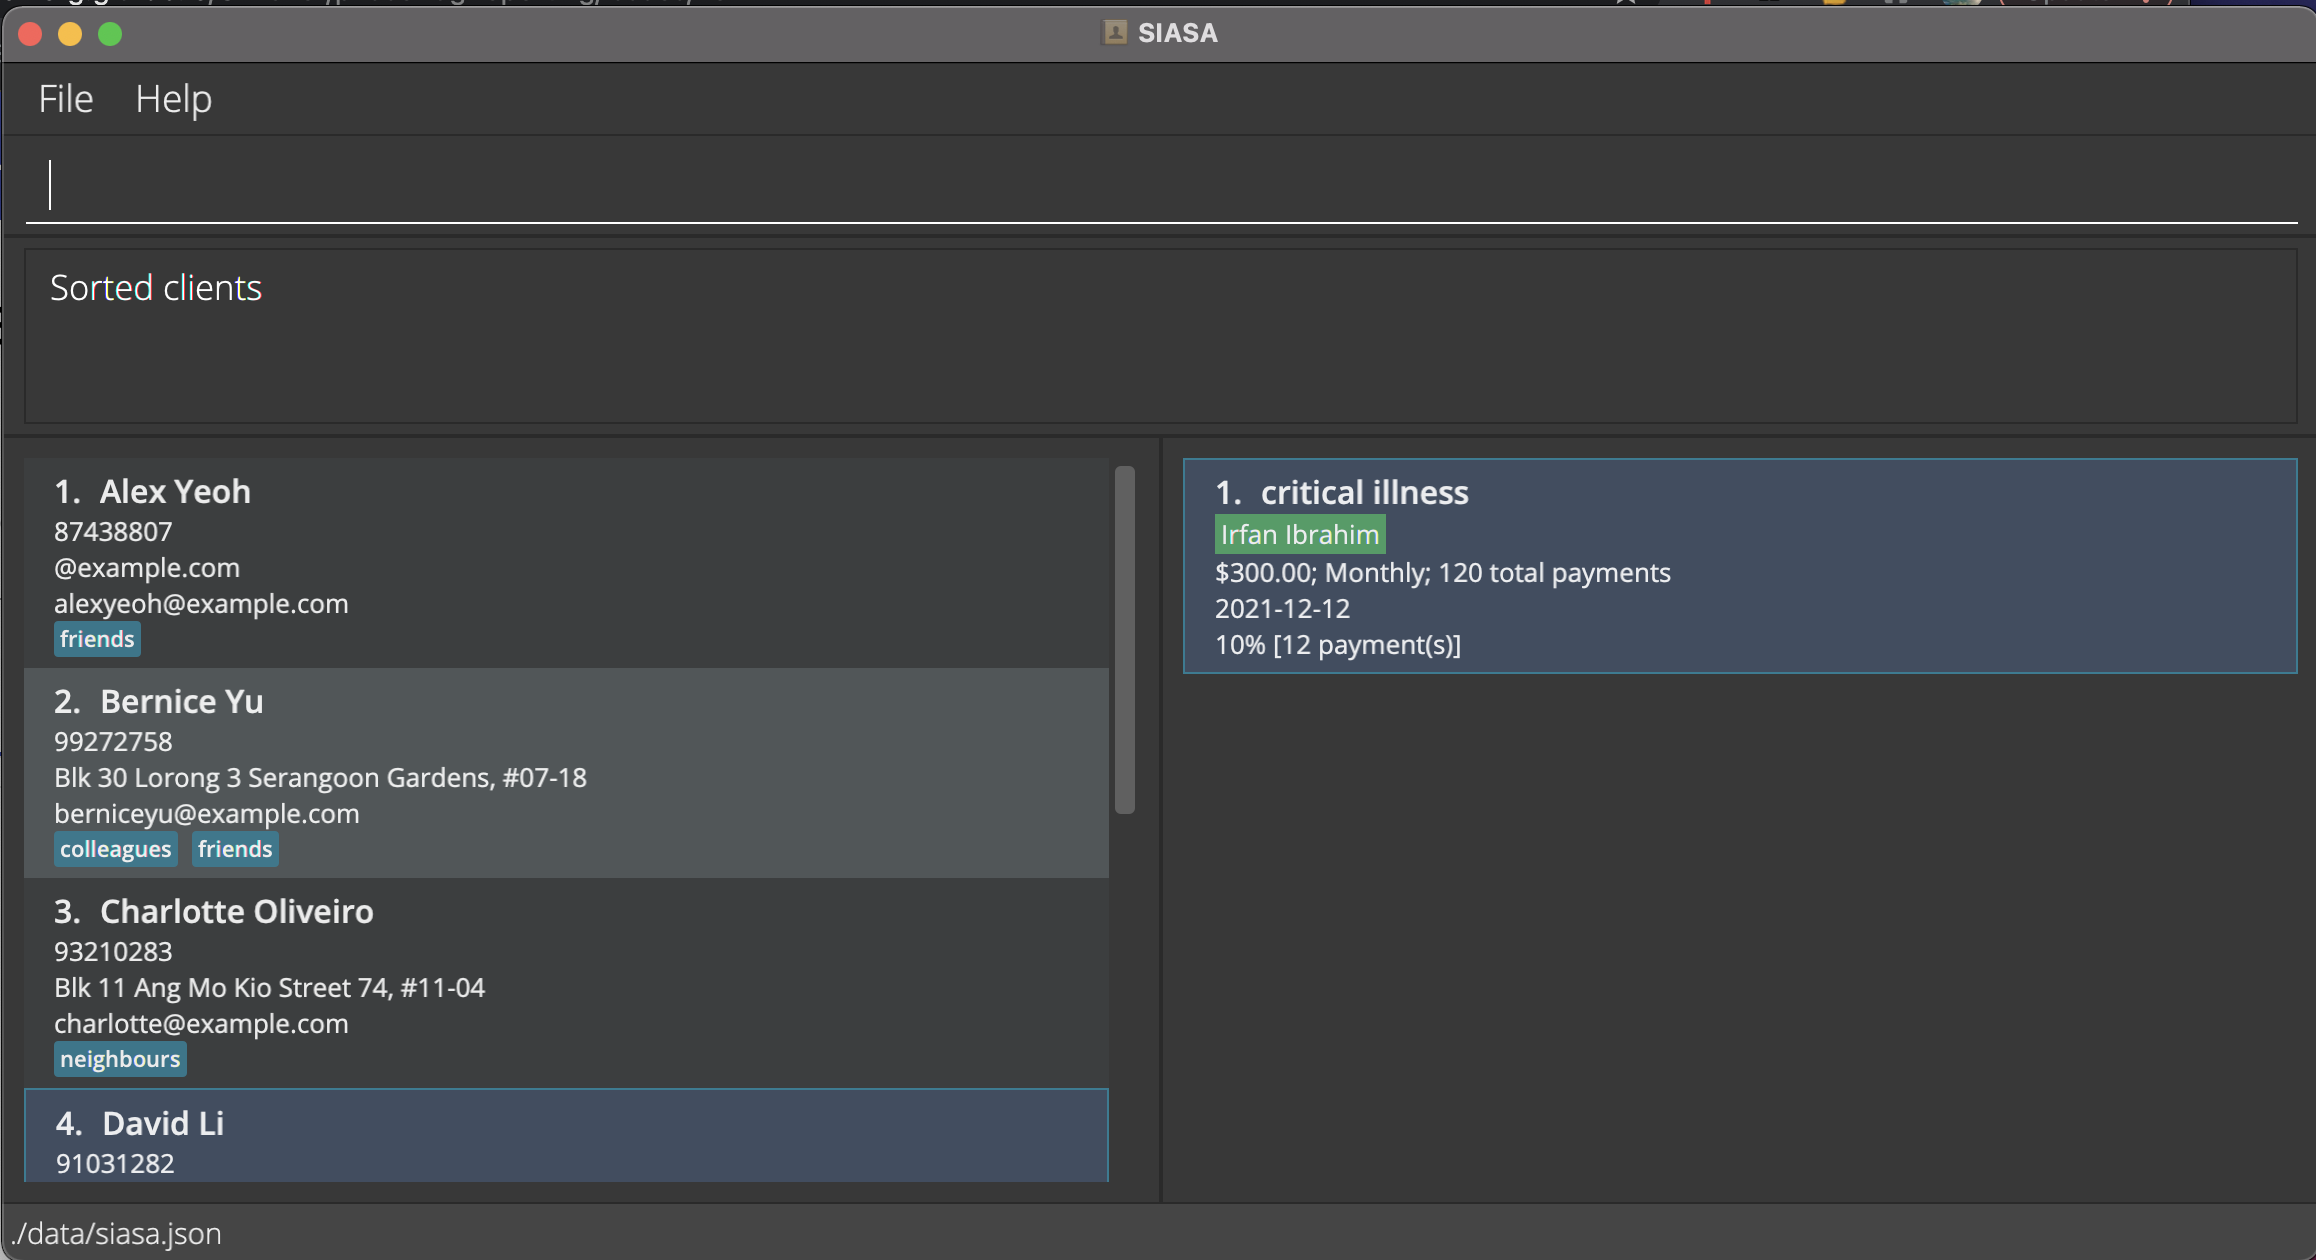 SIASA
File Help
Sorted clients
1. Alex Yeoh
87438807
@example.com
alexyeoh@example.com
friends
2. Bernice Yu
99272758
Blk 30 Lorong 3 Serangoon Gardens, #07-18
berniceyu@example.com
colleagues friends
3. Charlotte Oliveiro
93210283
Blk 11 Ang Mo Kio Street 74, #11-04
charlotte@example.com
neighbours
4. David Li
91031282
1. critical illness
Irfan Ibrahim
$300.00; Monthly; 120 total payments
2021-12-12
10% [12 payment(s)]
./data/siasa.json